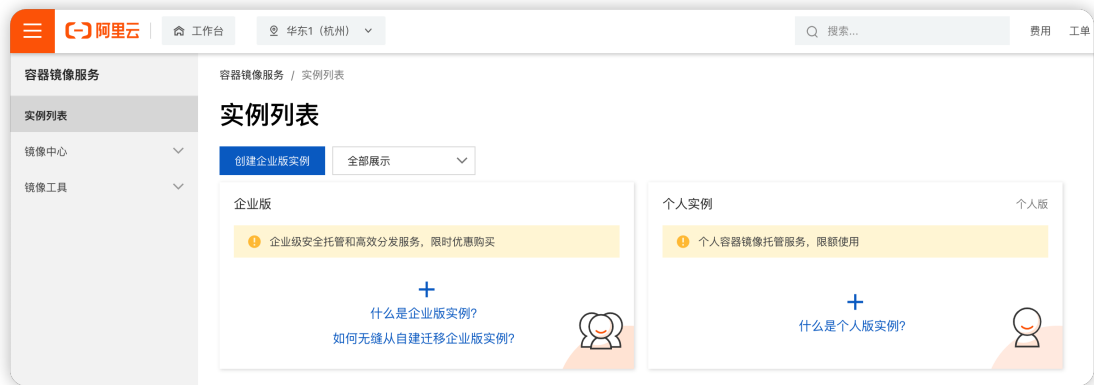 阿里云 工作台 华东1（杭州） 搜索... 费用 工单
容器镜像服务
实例列表
镜像中心
镜像工具
容器镜像服务 / 实例列表
实例列表
创建企业版实例 全部展示
企业版
企业级安全托管和高效分发服务，限时优惠购买
什么是企业版实例?
如何无缝从自建迁移企业版实例?
个人实例 个人版
个人容器镜像托管服务，限额使用
什么是个人版实例?